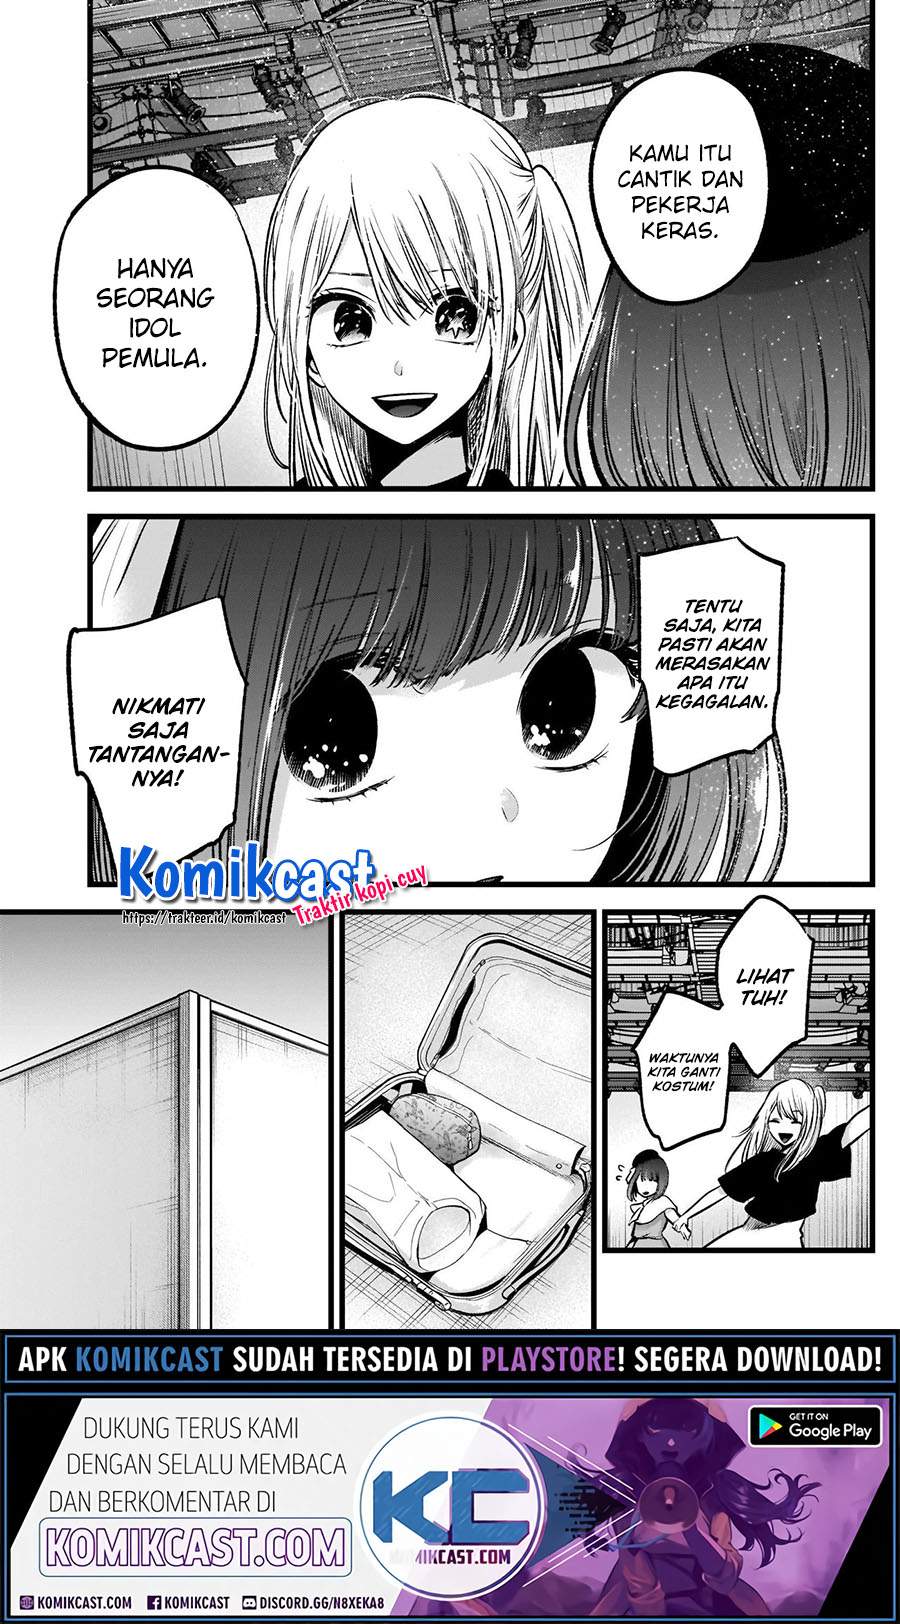 KAMU ITU
CANTIK DAN
PEKERJA
KERAS.
HANYA
SEORANG
IDOL
PEMULA.
TENTU
SAJA, KITA
PASTI AKAN
MERASAKAN
APA ITU
KEGAGALAN.
NIKMATI
SAJA
TANTANGAN-
NYA!
Komikcast
https://trakteer.id/komikcast
Traktir kopi cuy
LIHAT
TUH!
WAKTUNYA
KITA GANTI
KOSTUM!
APK KOMIKCAST SUDAH TERSEDIA DI PLAYSTORE! SEGERA DOWNLOAD!
DUKUNG TERUS KAMI
DENGAN SELALU MEMBACA
DAN BERKOMENTAR DI
KOMIKCAST.COM
KOMIKCAST.COM
KOMIKCAST
DISCORD.GG/N8XEKA8
KC
KOMIKCAST.COM
GET IT ON
Google Play